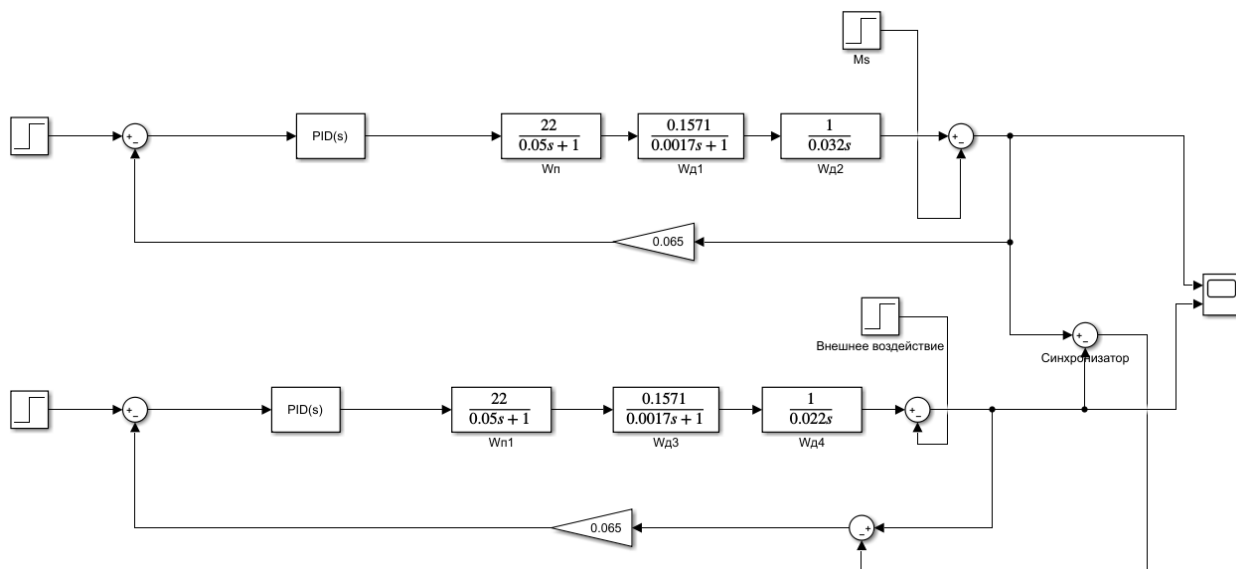 Ms
PID(s)
22
0.05s + 1
Wп
0.1571
0.0017s + 1
Wд1
1
0.032s
Wд2
0.065
Внешнее воздействие
Синхронизатор
PID(s)
22
0.05s + 1
Wп1
0.1571
0.0017s + 1
Wд3
1
0.022s
Wд4
0.065